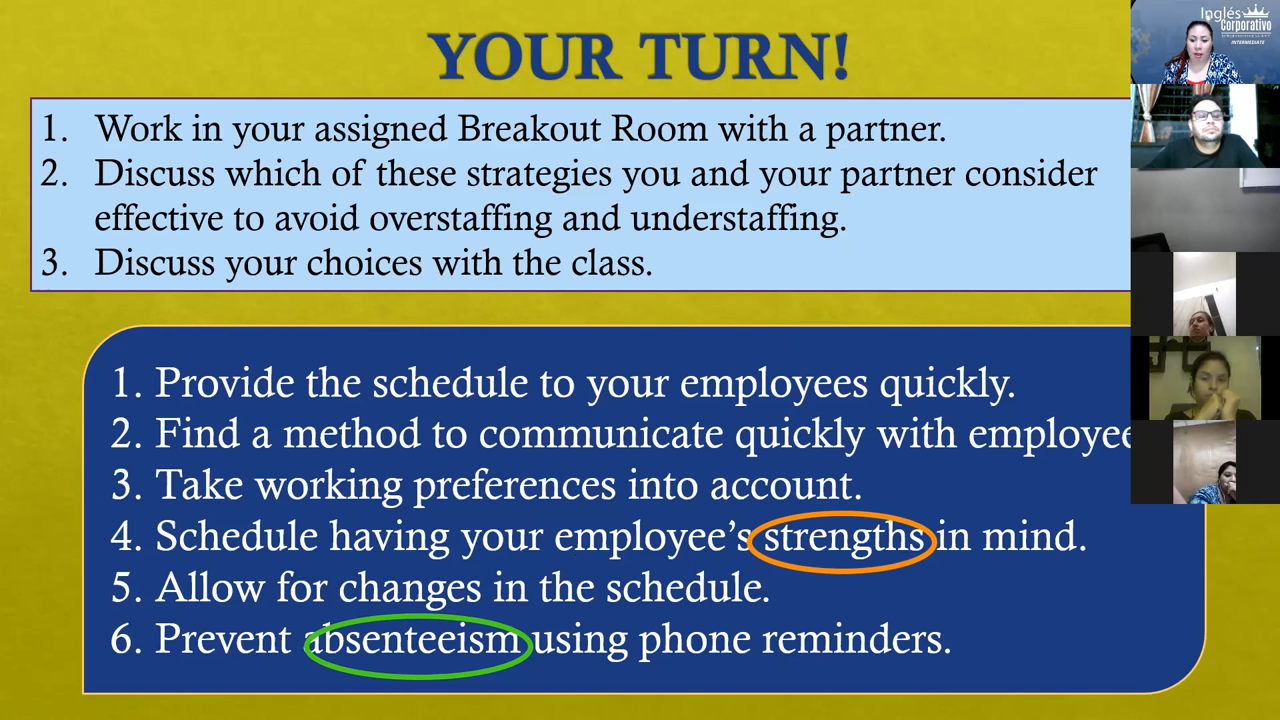 YOUR TURN!
1. Work in your assigned Breakout Room with a partner.
2. Discuss which of these strategies you and your partner consider
effective to avoid overstaffing and understaffing.
3. Discuss your choices with the class.
1. Provide the schedule to your employees quickly.
2. Find a method to communicate quickly with employee
3. Take working preferences into account.
4. Schedule having your employee's strengths in mind.
5. Allow for changes in the schedule.
6. Prevent absenteeism using phone reminders.
Inglés
Corporativo
INTERMEDIATE